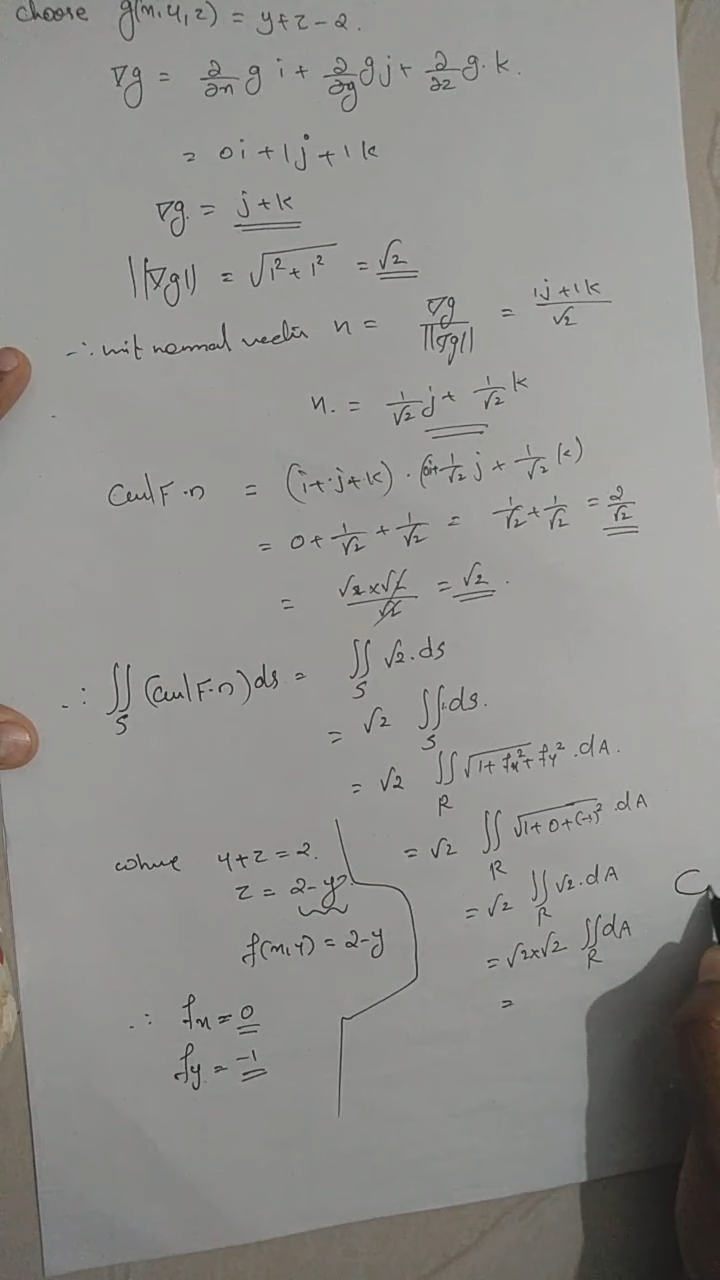 choose g(x,y,z) = y+z-2.
∇g = ∂/∂x g i + ∂/∂y g j + ∂/∂z g. k.
= 0i + 1j + 1k
∇g. = j+k
||∇g|| = √1²+1² = √2
∴ unit normal vector n = ∇g/||∇g|| = 1j+1k/√2
n. = 1/√2 j + 1/√2 k
Curl F.n = (i+j+k) . (0i+1/√2 j + 1/√2 k)
= 0 + 1/√2 + 1/√2 = 1/√2 + 1/√2 = 2/√2
= √2×√2/√2 = √2.
∴ ∬S (Curl F.n) ds = ∬S √2.ds
= √2 ∬S ds.
= √2 ∬R √1+fx²+fy² .dA.
= √2 ∬R √1+0+(-1)² dA
= √2 ∬R √2.dA
= √2×√2 ∬R dA
=
where y+z=2.
z = 2-y
f(x,y) = 2-y
∴ fx = 0
fy = -1
C